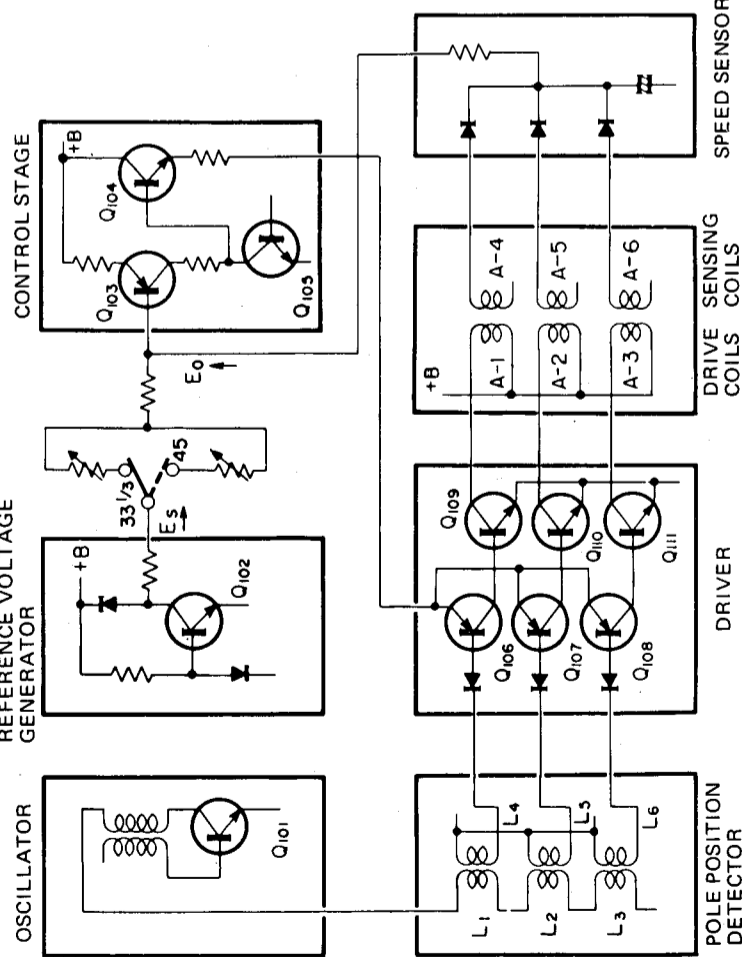 OSCILLATOR
Q101
REFERENCE VOLTAGE
GENERATOR
+B
Q102
33 1/3
45
ES
EO
CONTROL STAGE
+B
Q103
Q104
Q105
L1
L4
L2
L5
L3
L6
POLE POSITION
DETECTOR
Q106
Q109
Q107
Q110
Q108
Q111
DRIVER
+B
A-1
A-4
A-2
A-5
A-3
A-6
DRIVE SENSING
COILS COILS
SPEED SENSOR